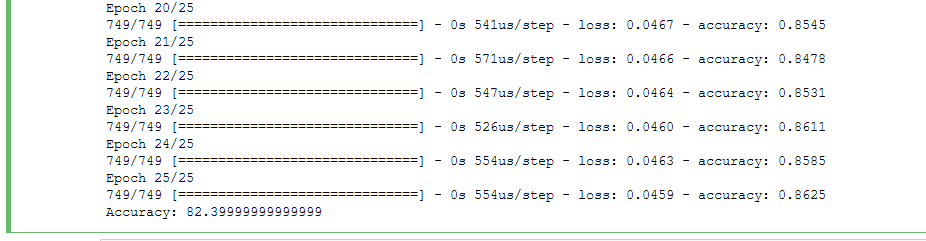 Epoch 20/25
749/749 [==============================] - 0s 541us/step - loss: 0.0467 - accuracy: 0.8545
Epoch 21/25
749/749 [==============================] - 0s 571us/step - loss: 0.0466 - accuracy: 0.8478
Epoch 22/25
749/749 [==============================] - 0s 547us/step - loss: 0.0464 - accuracy: 0.8531
Epoch 23/25
749/749 [==============================] - 0s 526us/step - loss: 0.0460 - accuracy: 0.8611
Epoch 24/25
749/749 [==============================] - 0s 554us/step - loss: 0.0463 - accuracy: 0.8585
Epoch 25/25
749/749 [==============================] - 0s 554us/step - loss: 0.0459 - accuracy: 0.8625
Accuracy: 82.39999999999999